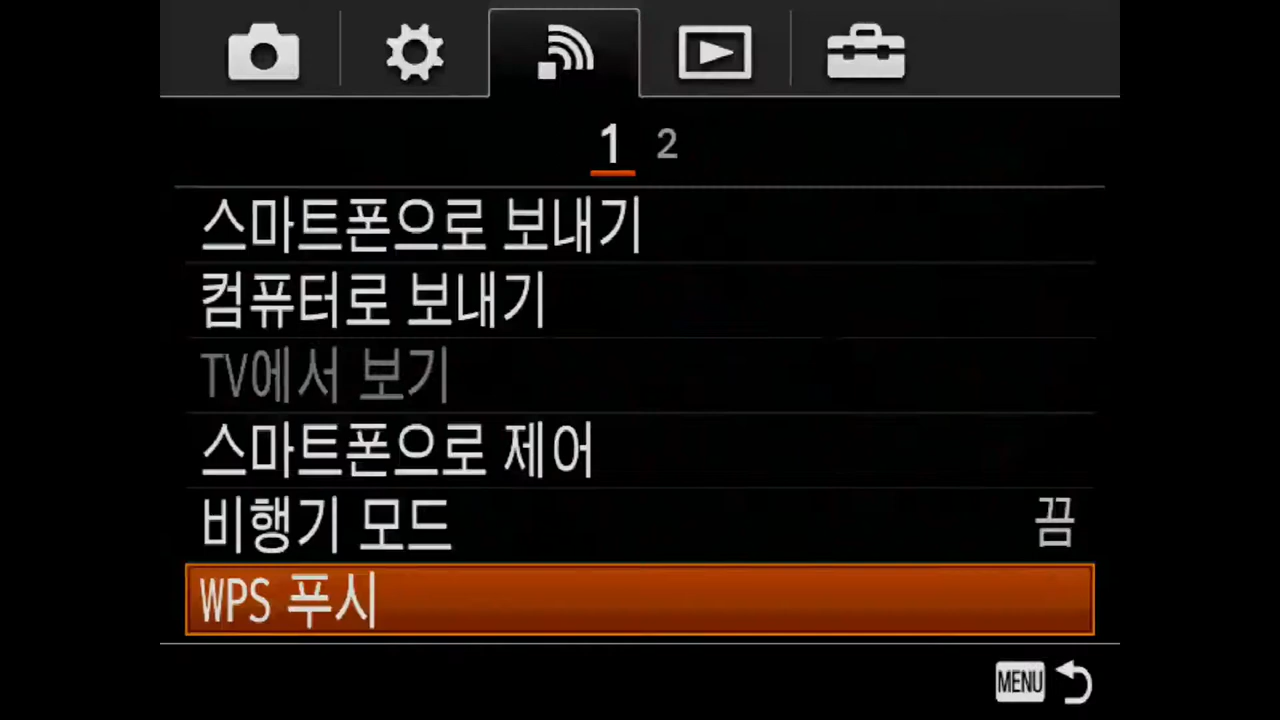 1 2
스마트폰으로 보내기
컴퓨터로 보내기
TV에서 보기
스마트폰으로 제어
비행기 모드 끔
WPS 푸시
MENU